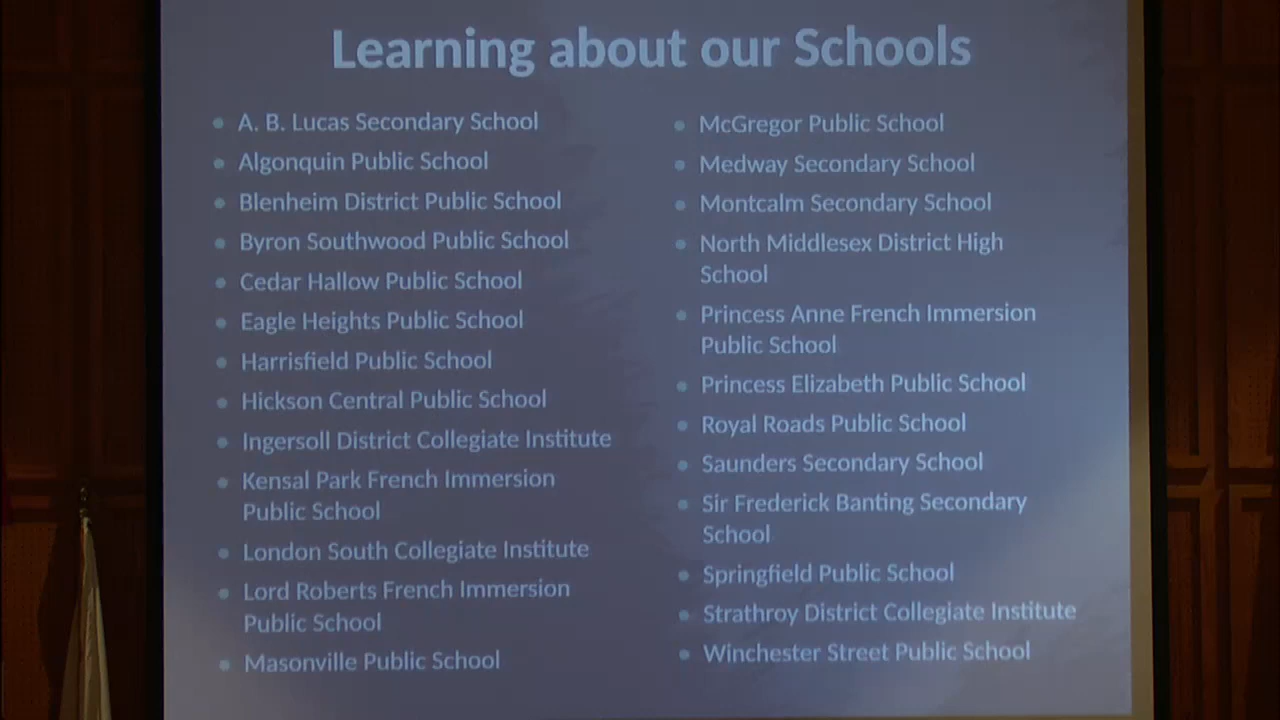 Learning about our Schools
A. B. Lucas Secondary School
Algonquin Public School
Blenheim District Public School
Byron Southwood Public School
Cedar Hallow Public School
Eagle Heights Public School
Harrisfield Public School
Hickson Central Public School
Ingersoll District Collegiate Institute
Kensal Park French Immersion
Public School
London South Collegiate Institute
Lord Roberts French Immersion
Public School
Masonville Public School
McGregor Public School
Medway Secondary School
Montcalm Secondary School
North Middlesex District High
School
Princess Anne French Immersion
Public School
Princess Elizabeth Public School
Royal Roads Public School
Saunders Secondary School
Sir Frederick Banting Secondary
School
Springfield Public School
Strathroy District Collegiate Institute
Winchester Street Public School